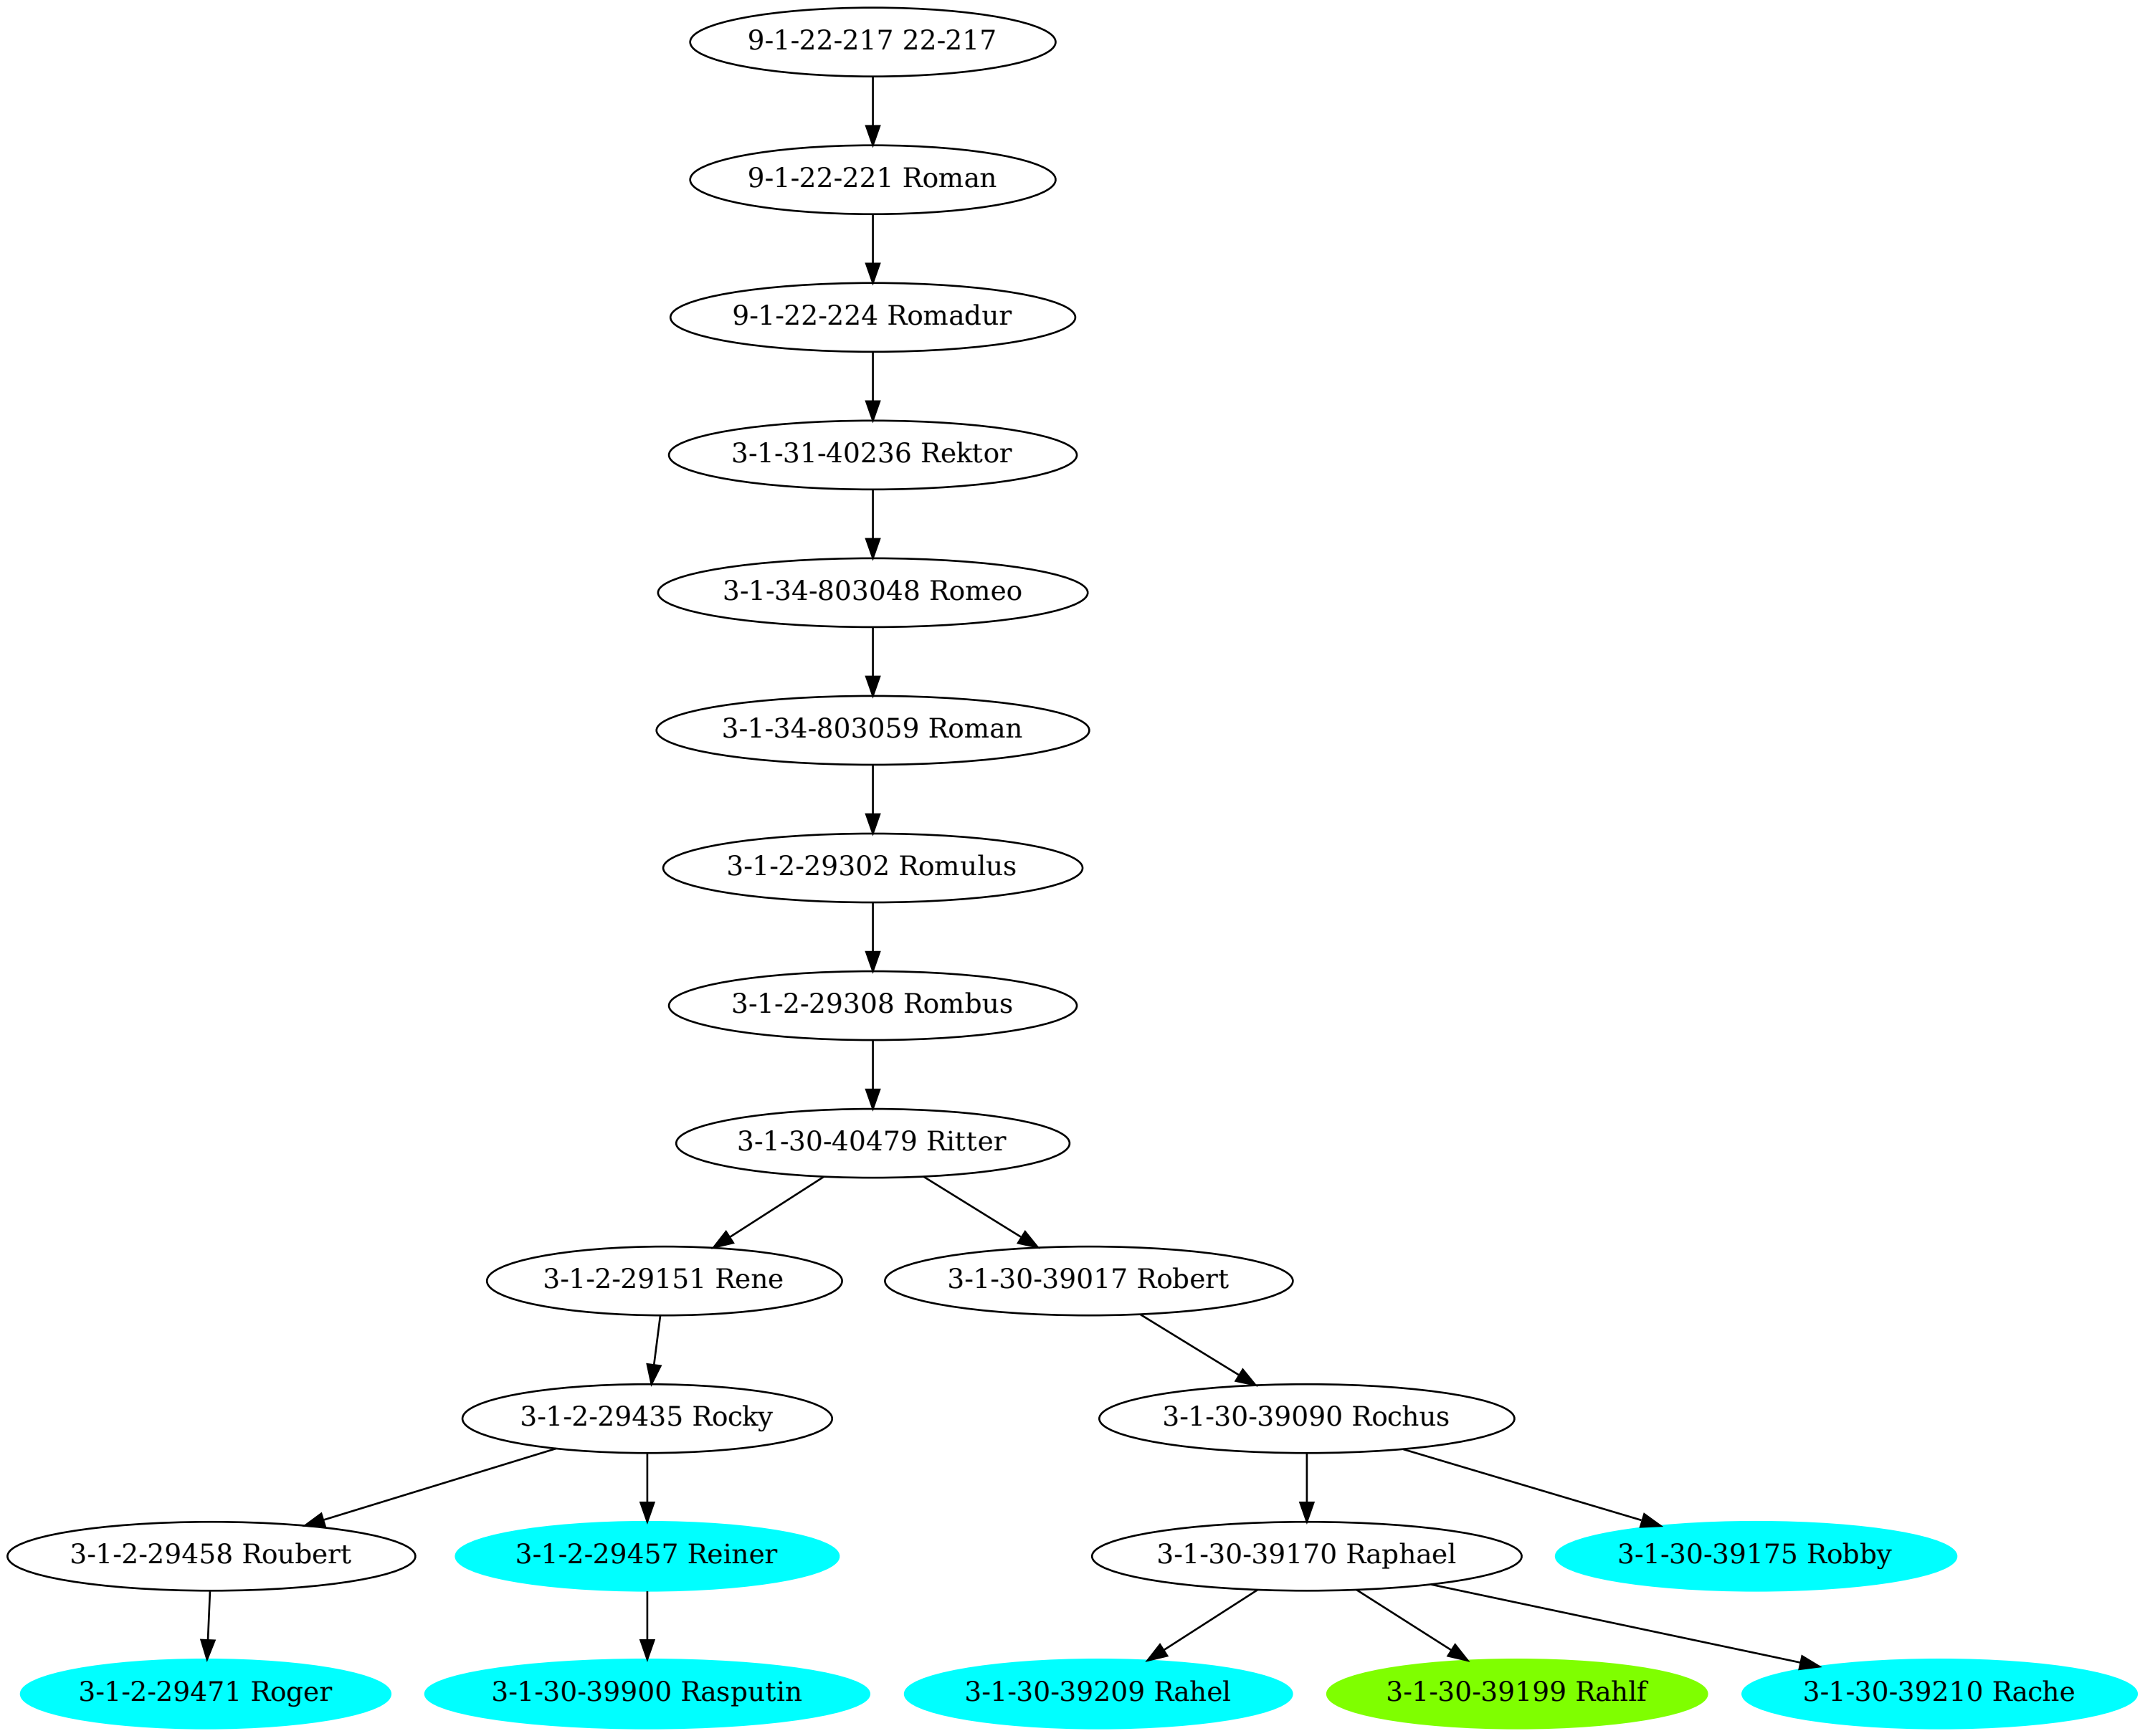 9-1-22-217 22-217
9-1-22-221 Roman
9-1-22-224 Romadur
3-1-31-40236 Rektor
3-1-34-803048 Romeo
3-1-34-803059 Roman
3-1-2-29302 Romulus
3-1-2-29308 Rombus
3-1-30-40479 Ritter
3-1-2-29151 Rene
3-1-30-39017 Robert
3-1-2-29435 Rocky
3-1-30-39090 Rochus
3-1-2-29458 Roubert
3-1-2-29457 Reiner
3-1-30-39170 Raphael
3-1-30-39175 Robby
3-1-2-29471 Roger
3-1-30-39900 Rasputin
3-1-30-39209 Rahel
3-1-30-39199 Rahlf
3-1-30-39210 Rache